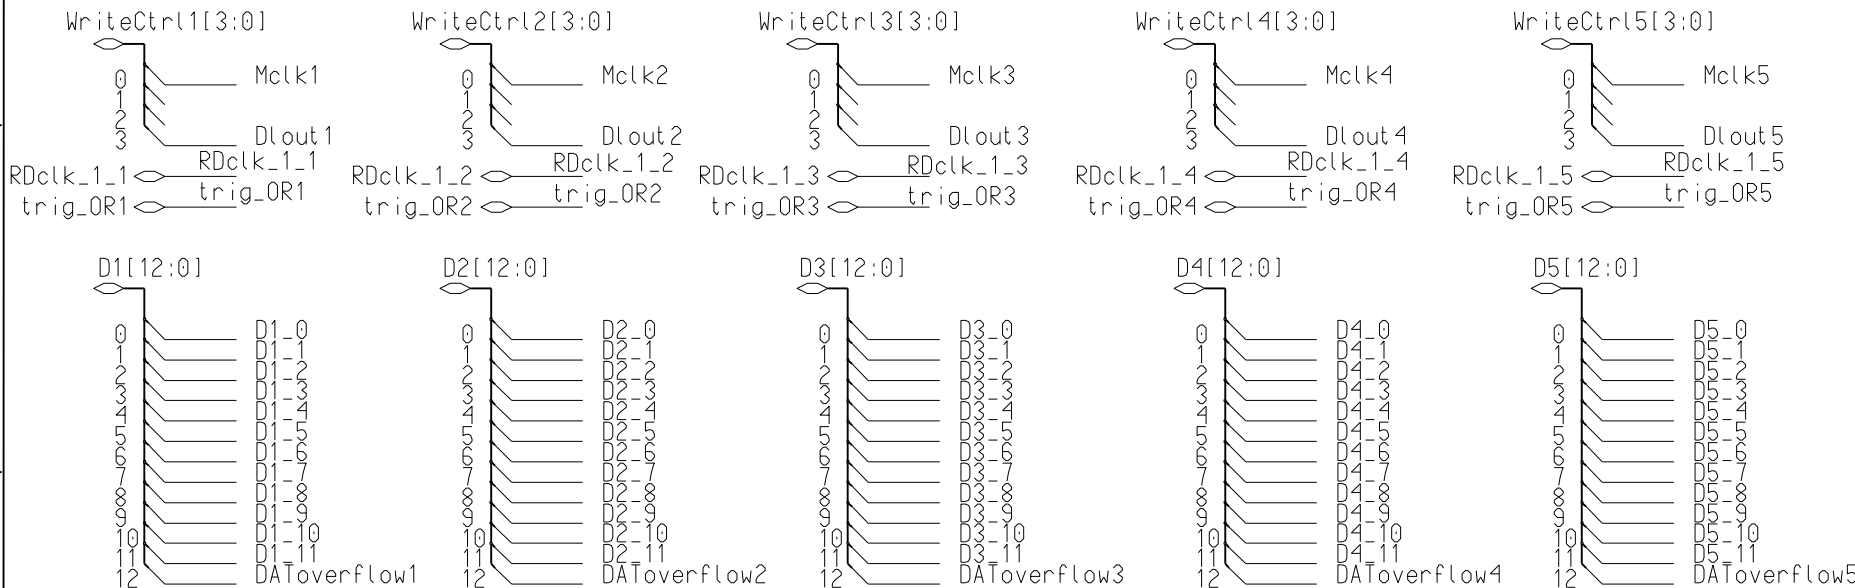 WriteCtrl1[3:0] WriteCtrl2[3:0] WriteCtrl3[3:0] WriteCtrl4[3:0] WriteCtrl5[3:0]
0 Mclk1 0 Mclk2 0 Mclk3 0 Mclk4 0 Mclk5
1 1 1 1 1
2 2 2 2 2
3 Dlout1 3 Dlout2 3 Dlout3 3 Dlout4 3 Dlout5
RDclk_1_1 RDclk_1_1 RDclk_1_2 RDclk_1_2 RDclk_1_3 RDclk_1_3 RDclk_1_4 RDclk_1_4 RDclk_1_5 RDclk_1_5
trig_OR1 trig_OR1 trig_OR2 trig_OR2 trig_OR3 trig_OR3 trig_OR4 trig_OR4 trig_OR5 trig_OR5
D1[12:0] D2[12:0] D3[12:0] D4[12:0] D5[12:0]
0 D1_0 0 D2_0 0 D3_0 0 D4_0 0 D5_0
1 D1_1 1 D2_1 1 D3_1 1 D4_1 1 D5_1
2 D1_2 2 D2_2 2 D3_2 2 D4_2 2 D5_2
3 D1_3 3 D2_3 3 D3_3 3 D4_3 3 D5_3
4 D1_4 4 D2_4 4 D3_4 4 D4_4 4 D5_4
5 D1_5 5 D2_5 5 D3_5 5 D4_5 5 D5_5
6 D1_6 6 D2_6 6 D3_6 6 D4_6 6 D5_6
7 D1_7 7 D2_7 7 D3_7 7 D4_7 7 D5_7
8 D1_8 8 D2_8 8 D3_8 8 D4_8 8 D5_8
9 D1_9 9 D2_9 9 D3_9 9 D4_9 9 D5_9
10 D1_10 10 D2_10 10 D3_10 10 D4_10 10 D5_10
11 D1_11 11 D2_11 11 D3_11 11 D4_11 11 D5_11
12 DAToverflow1 12 DAToverflow2 12 DAToverflow3 12 DAToverflow4 12 DAToverflow5